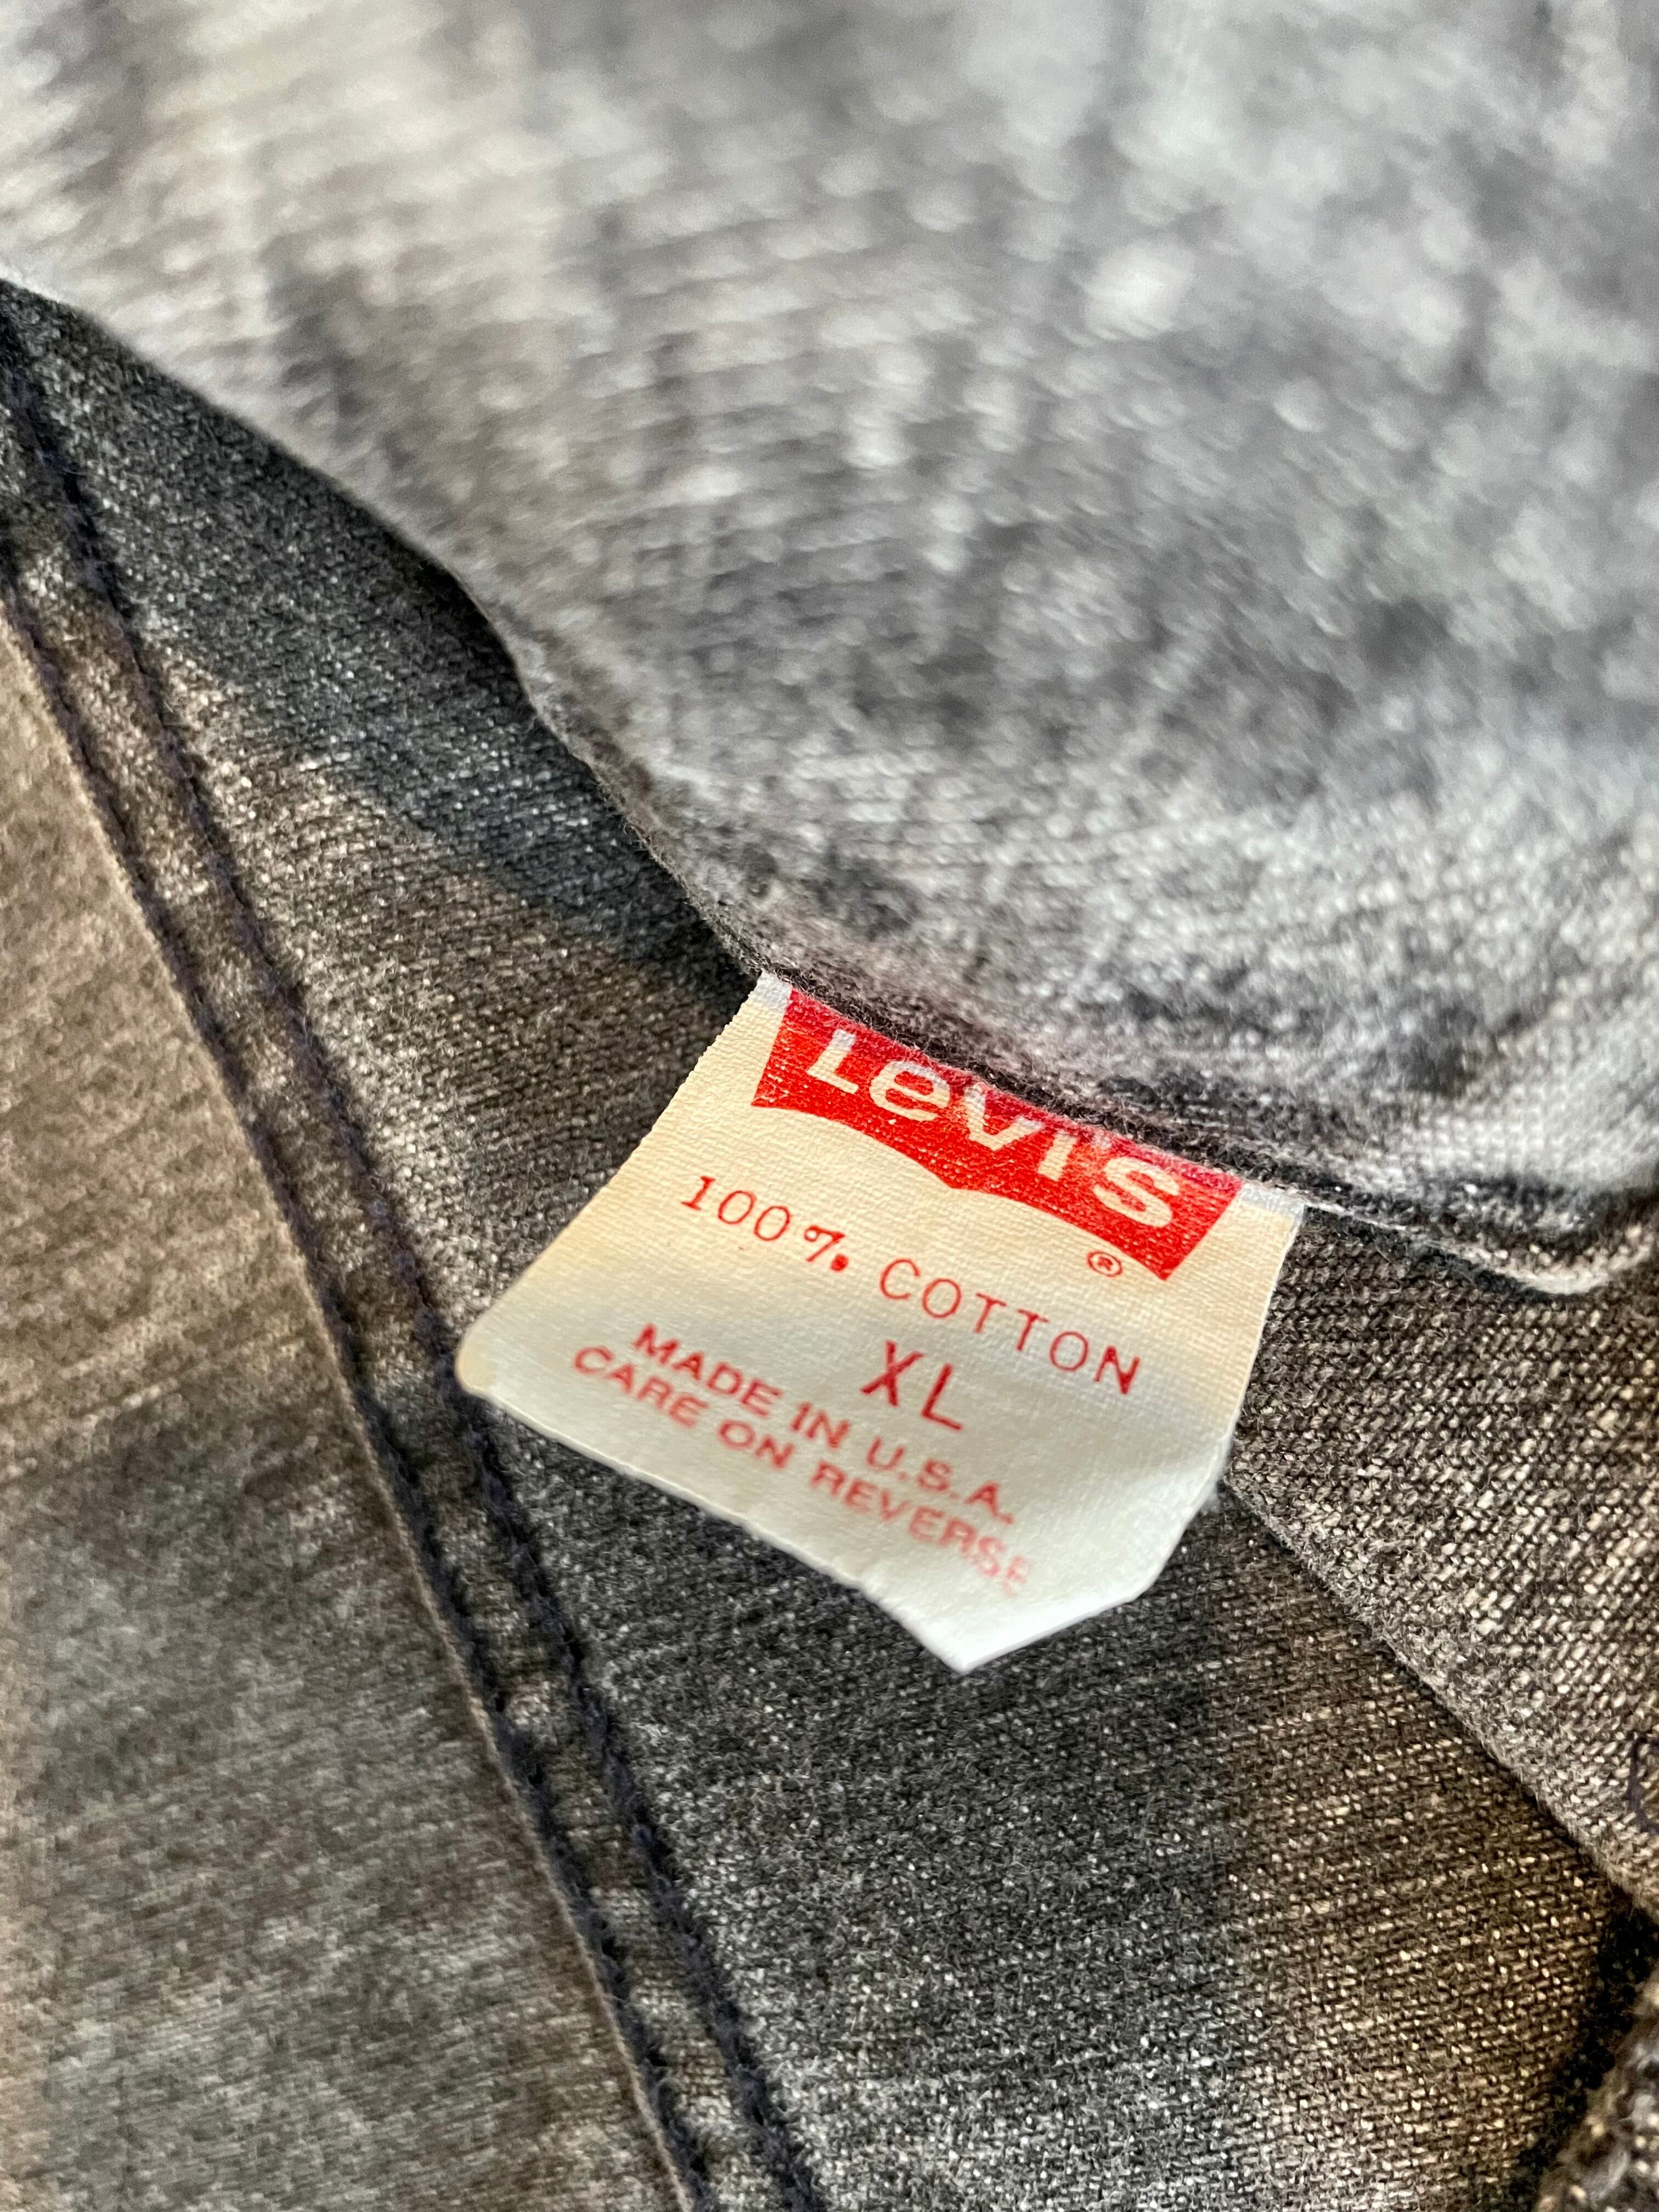 Levi's
®
100% COTTON
XL
MADE IN U.S.A.
CARE ON REVERSE